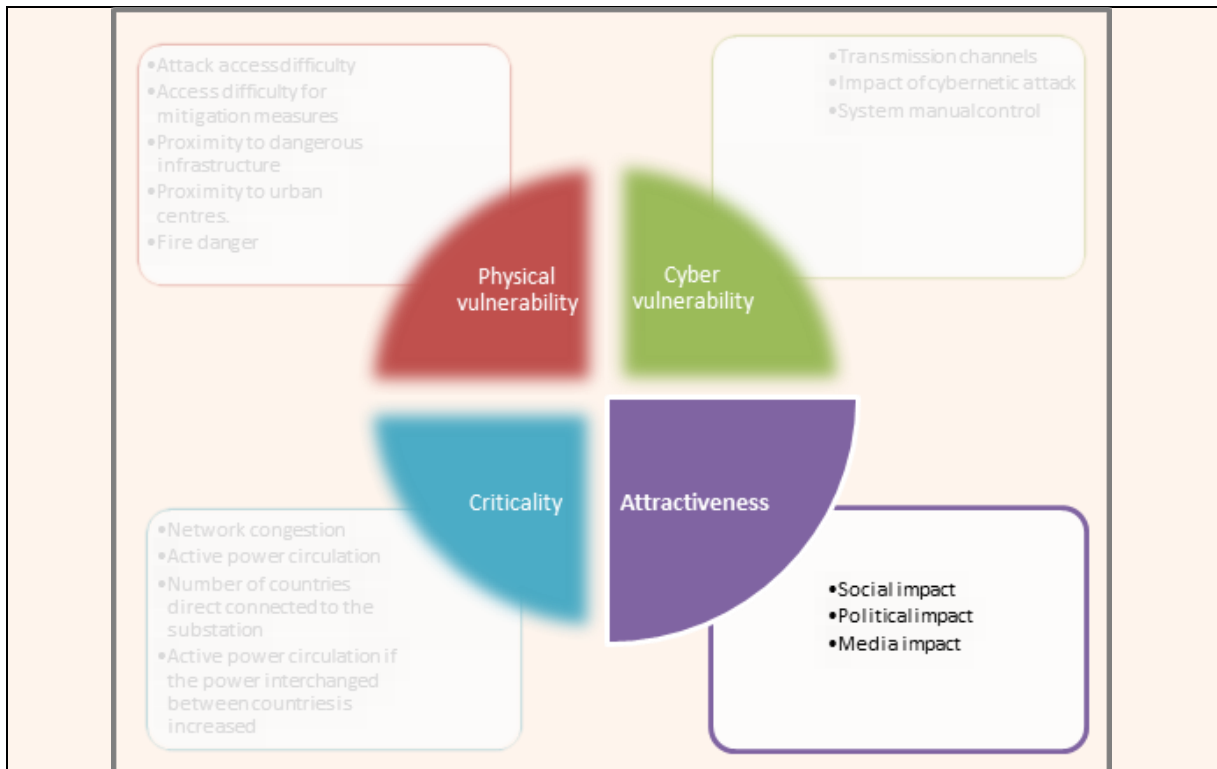 •Attack access difficulty
•Access difficulty for
mitigation measures
•Proximity to dangerous
infrastructure
•Proximity to urban
centres.
•Fire danger
•Transmission channels
•Impact of cybernetic attack
•System manual control
Physical
vulnerability
Cyber
vulnerability
Criticality
Attractiveness
•Network congestion
•Active power circulation
•Number of countries
direct connected to the
substation
•Active power circulation if
the power interchanged
between countries is
increased
•Social impact
•Political impact
•Media impact